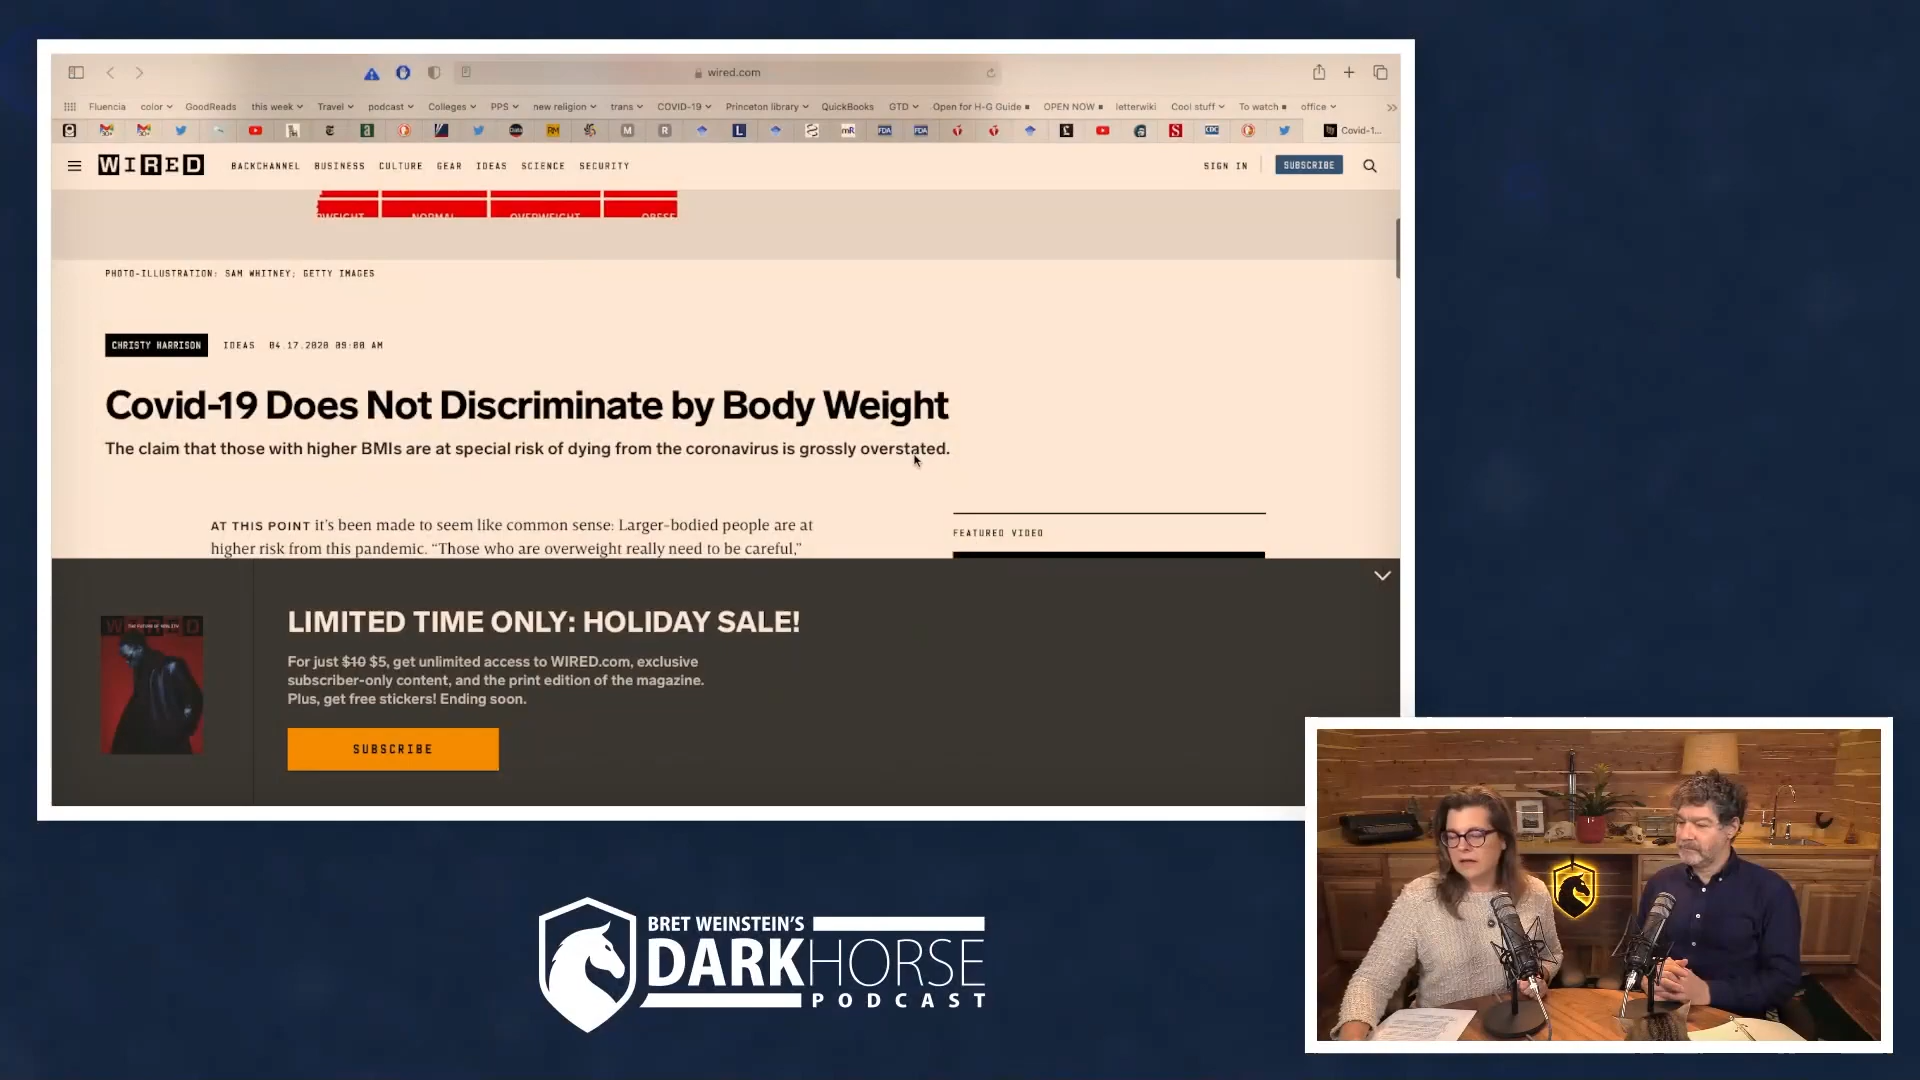 wired.com
Fluencia color GoodReads this week Travel podcast Colleges PPS new religion trans COVID-19 Princeton library QuickBooks GTD Open for H-G Guide OPEN NOW letterwiki Cool stuff To watch office
Covid-1...
WIRED BACKCHANNEL BUSINESS CULTURE GEAR IDEAS SCIENCE SECURITY SIGN IN SUBSCRIBE
NORMAL OVERWEIGHT OBESE
PHOTO-ILLUSTRATION: SAM WHITNEY; GETTY IMAGES
CHRISTY HARRISON IDEAS 04.17.2020 09:00 AM
Covid-19 Does Not Discriminate by Body Weight
The claim that those with higher BMIs are at special risk of dying from the coronavirus is grossly overstated.
AT THIS POINT it’s been made to seem like common sense: Larger-bodied people are at
higher risk from this pandemic. “Those who are overweight really need to be careful,”
FEATURED VIDEO
WIRED
LIMITED TIME ONLY: HOLIDAY SALE!
For just $10 $5, get unlimited access to WIRED.com, exclusive
subscriber-only content, and the print edition of the magazine.
Plus, get free stickers! Ending soon.
SUBSCRIBE
BRET WEINSTEIN'S
DARKHORSE
PODCAST